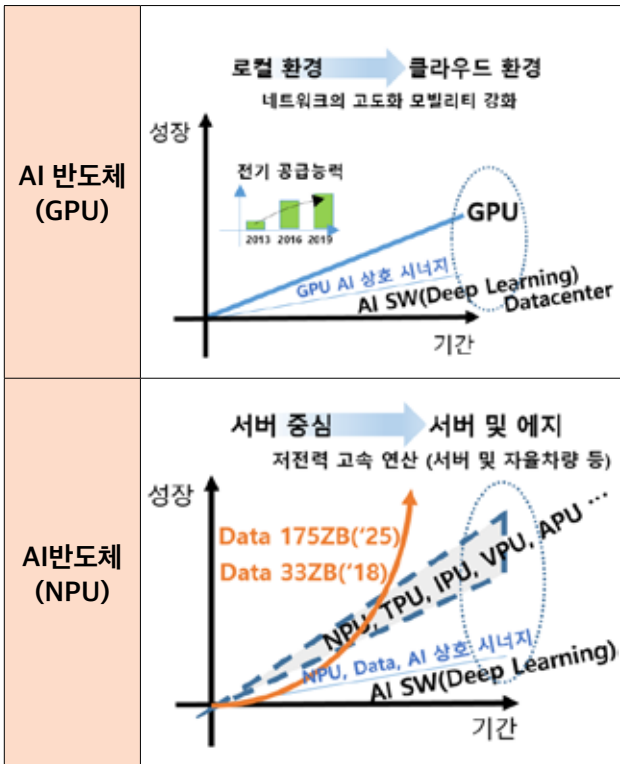 AI 반도체
(GPU)
로컬 환경 클라우드 환경
네트워크의 고도화 모빌리티 강화
성장
전기 공급능력
2013 2016 2019
GPU
GPU AI 상호 시너지
AI SW(Deep Learning)
Datacenter
기간
AI반도체
(NPU)
서버 중심 서버 및 에지
저전력 고속 연산 (서버 및 자율차량 등)
성장
Data 175ZB('25)
Data 33ZB('18)
NPU, TPU, IPU, VPU, APU ...
NPU, Data, AI 상호 시너지
AI SW(Deep Learning)
기간